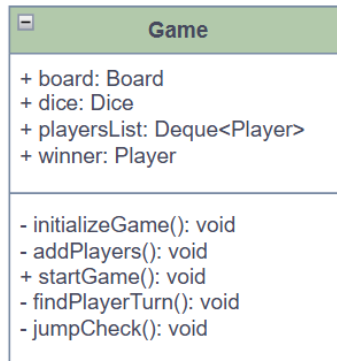 Game
+ board: Board
+ dice: Dice
+ playersList: Deque<Player>
+ winner: Player
- initializeGame(): void
- addPlayers(): void
+ startGame(): void
- findPlayerTurn(): void
- jumpCheck(): void